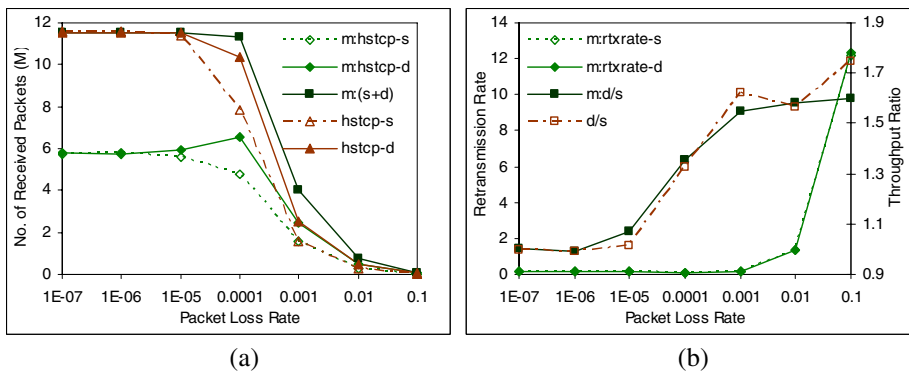 (a)
12
10
8
6
4
2
0
No. of Received Packets (M)
m:hstcp-s
m:hstcp-d
m:(s+d)
hstcp-s
hstcp-d
1E-07 1E-06 1E-05 0.0001 0.001 0.01 0.1
Packet Loss Rate
(b)
14
12
10
8
6
4
2
0
Retransmission Rate
m:rtxrate-s
m:rtxrate-d
m:d/s
d/s
1.9
1.7
1.5
1.3
1.1
0.9
Throughput Ratio
1E-07 1E-06 1E-05 0.0001 0.001 0.01 0.1
Packet Loss Rate
(a)
(b)